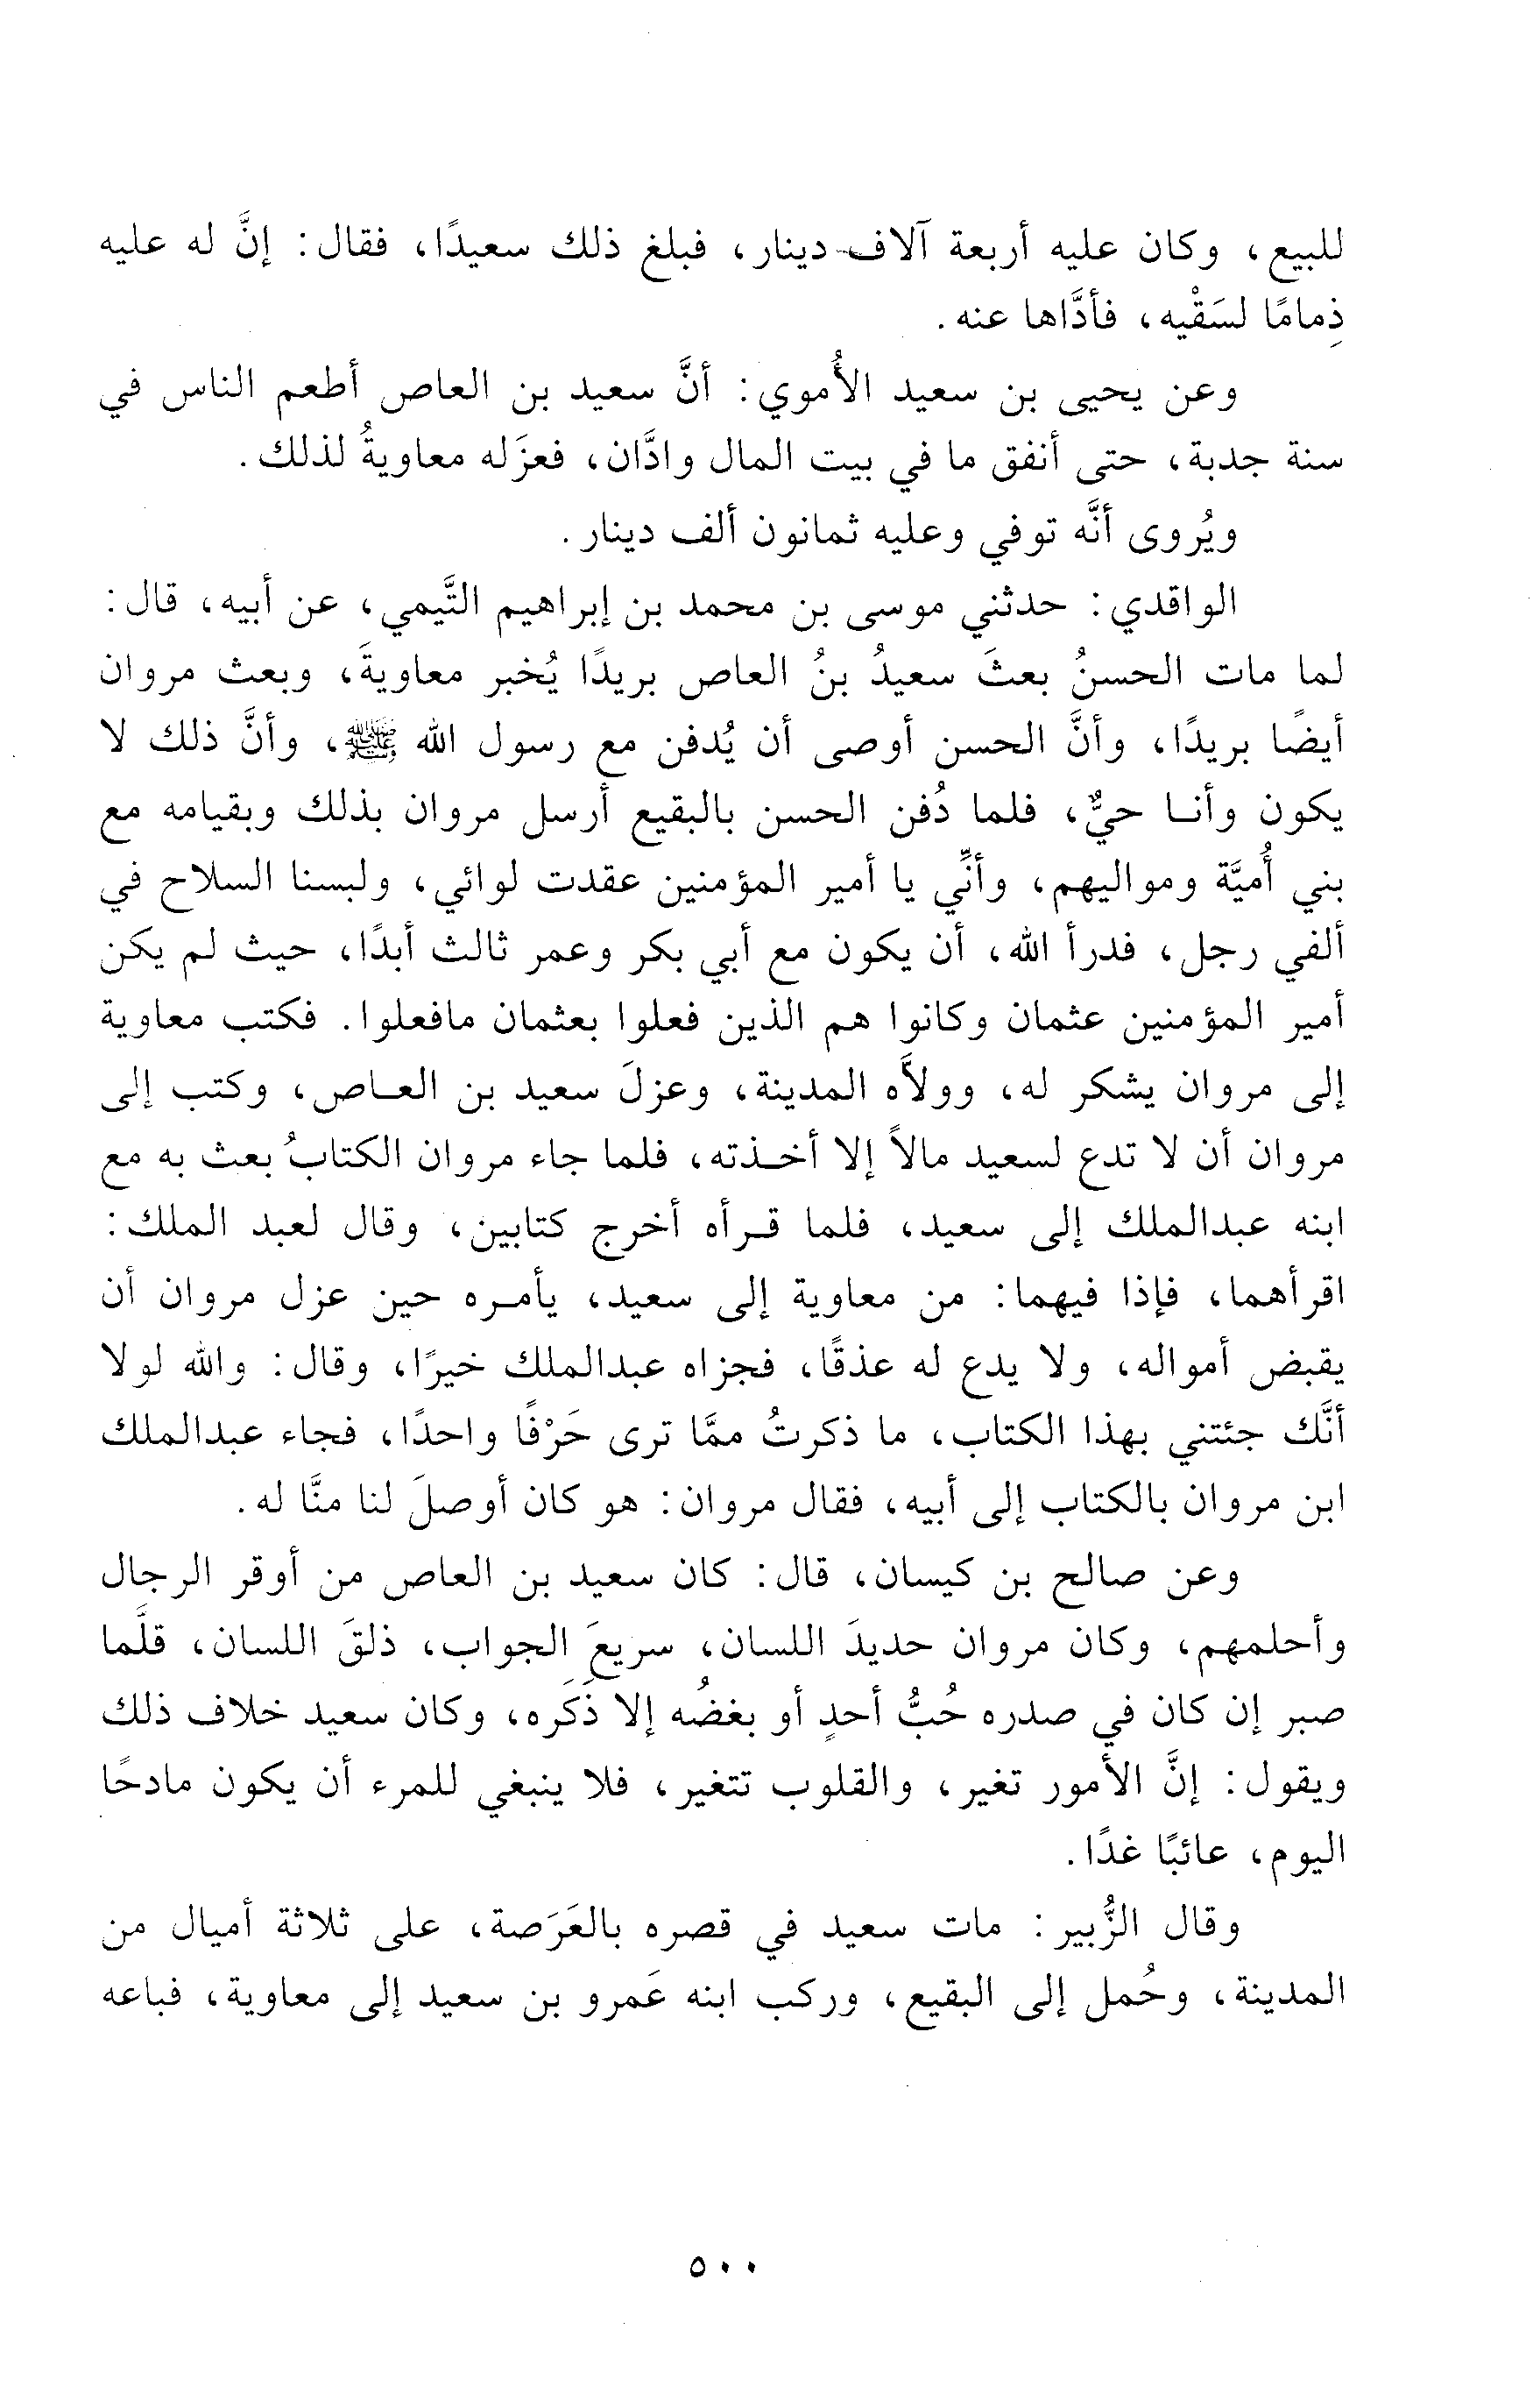 للبيع، وكان عليه أربعة آلاف دينار، فبلغ ذلك سعيدًا، فقال: إنَّ له عليه
ذِمامًا لسَقْيه، فأدَّاها عنه.
وعن يحيى بن سعيد الأُموي: أنَّ سعيد بن العاص أطعم الناس في
سنة جدبة، حتى أنفق ما في بيت المال وادَّان، فعزَله معاويةُ لذلك.
ويُروى أنَّه توفي وعليه ثمانون ألف دينار.
الواقدي: حدثني موسى بن محمد بن إبراهيم التَّيمي، عن أبيه، قال:
لما مات الحسنُ بعثَ سعيدُ بنُ العاص بريدًا يُخبر معاويةَ، وبعث مروان
أيضًا بريدًا، وأنَّ الحسن أوصى أن يُدفن مع رسول الله ﷺ، وأنَّ ذلك لا
يكون وأنـا حيٌّ، فلما دُفن الحسن بالبقيع أرسل مروان بذلك وبقيامه مع
بني أُميَّة ومواليهم، وأنِّي يا أمير المؤمنين عقدت لوائي، ولبسنا السلاح في
ألفي رجل، فدرأ الله، أن يكون مع أبي بكر وعمر ثالث أبدًا، حيث لم يكن
أمير المؤمنين عثمان وكانوا هم الذين فعلوا بعثمان مافعلوا. فكتب معاوية
إلى مروان يشكر له، وولاَّه المدينة، وعزلَ سعيد بن العـاص، وكتب إلى
مروان أن لا تدع لسعيد مالاً إلا أخـذته، فلما جاء مروان الكتابُ بعث به مع
ابنه عبدالملك إلى سعيد، فلما قـرأه أخرج كتابين، وقال لعبد الملك:
اقرأهما، فإذا فيهما: من معاوية إلى سعيد، يأمـره حين عزل مروان أن
يقبض أمواله، ولا يدع له عذقًا، فجزاه عبدالملك خيرًا، وقال: والله لولا
أنَّك جئتني بهذا الكتاب، ما ذكرتُ ممَّا ترى حَرْفًا واحدًا، فجاء عبدالملك
ابن مروان بالكتاب إلى أبيه، فقال مروان: هو كان أوصلَ لنا منَّا له.
وعن صالح بن كيسان، قال: كان سعيد بن العاص من أوقر الرجال
وأحلمهم، وكان مروان حديدَ اللسان، سريعَ الجواب، ذلقَ اللسان، قلَّما
صبر إن كان في صدره حُبُّ أحدٍ أو بغضُه إلا ذَكَره، وكان سعيد خلاف ذلك
ويقول: إنَّ الأمور تغير، والقلوب تتغير، فلا ينبغي للمرء أن يكون مادحًا
اليوم، عائبًا غدًا.
وقال الزُّبير: مات سعيد في قصره بالعَرَصة، على ثلاثة أميال من
المدينة، وحُمل إلى البقيع، وركب ابنه عَمرو بن سعيد إلى معاوية، فباعه
٥٠٠